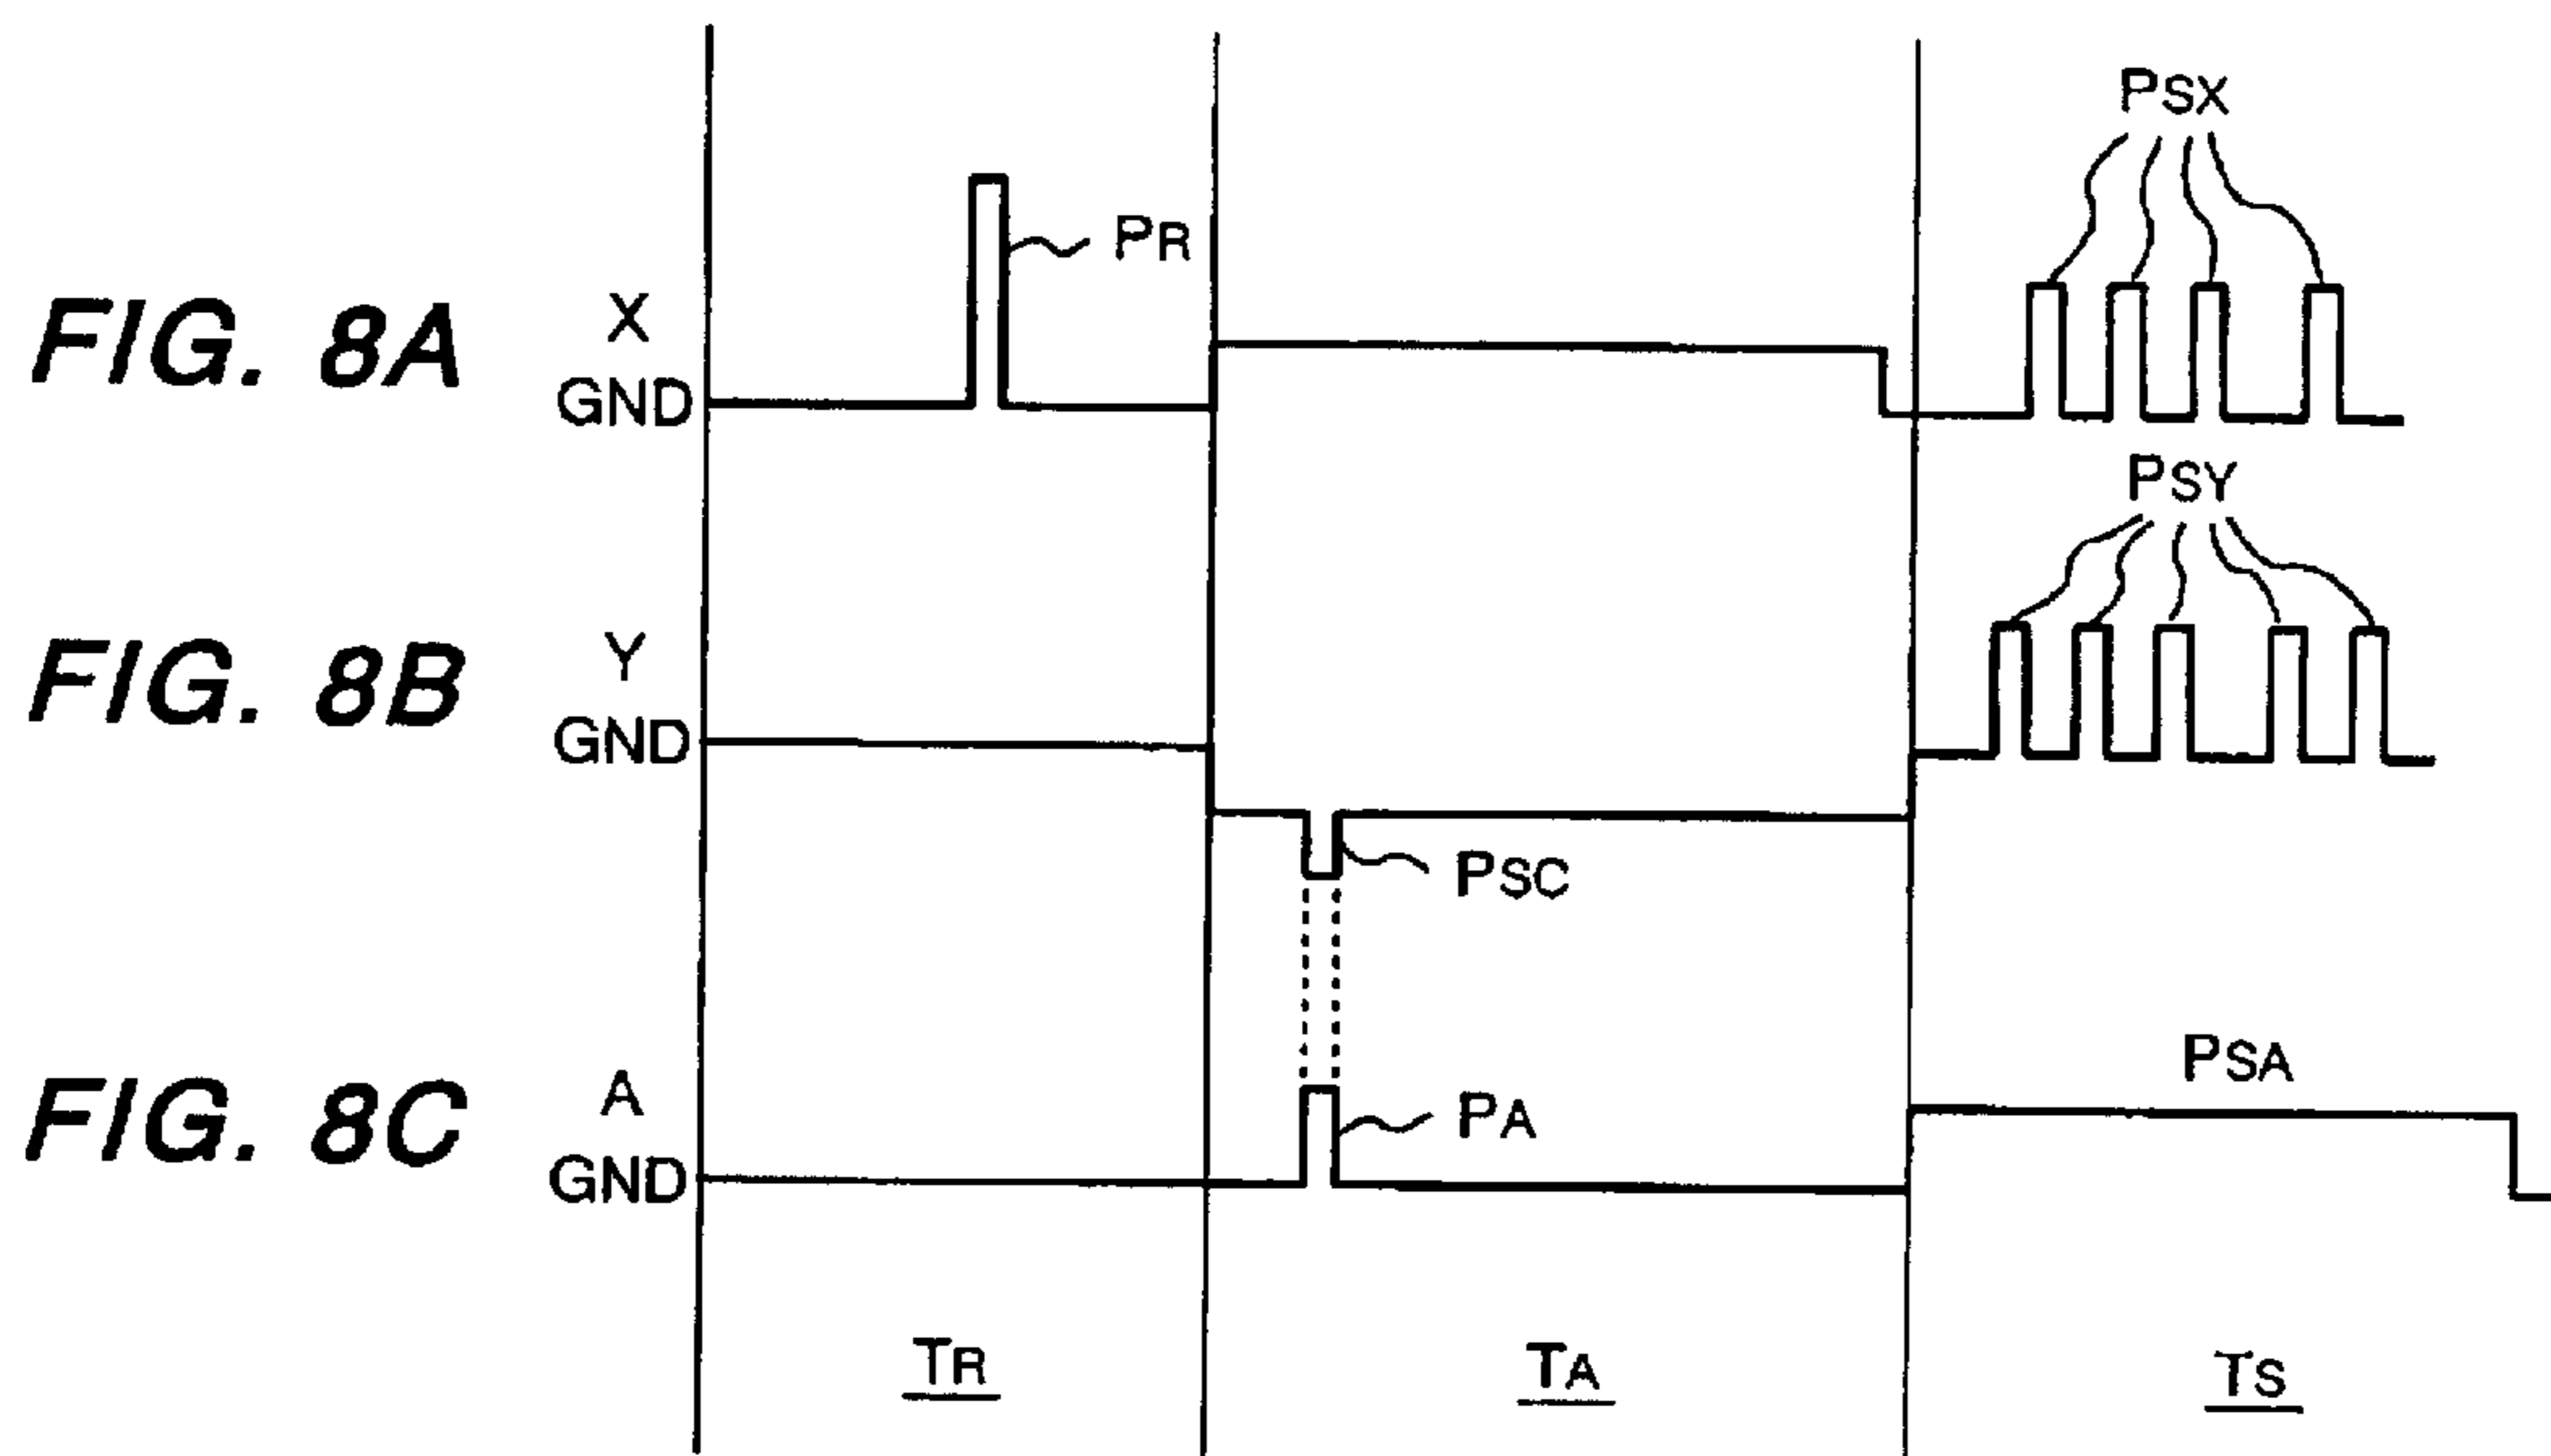 PSX
PR
FIG. 8A
X
GND
PSY
FIG. 8B
Y
GND
PSC
PSA
FIG. 8C
A
GND
PA
TR
TA
TS